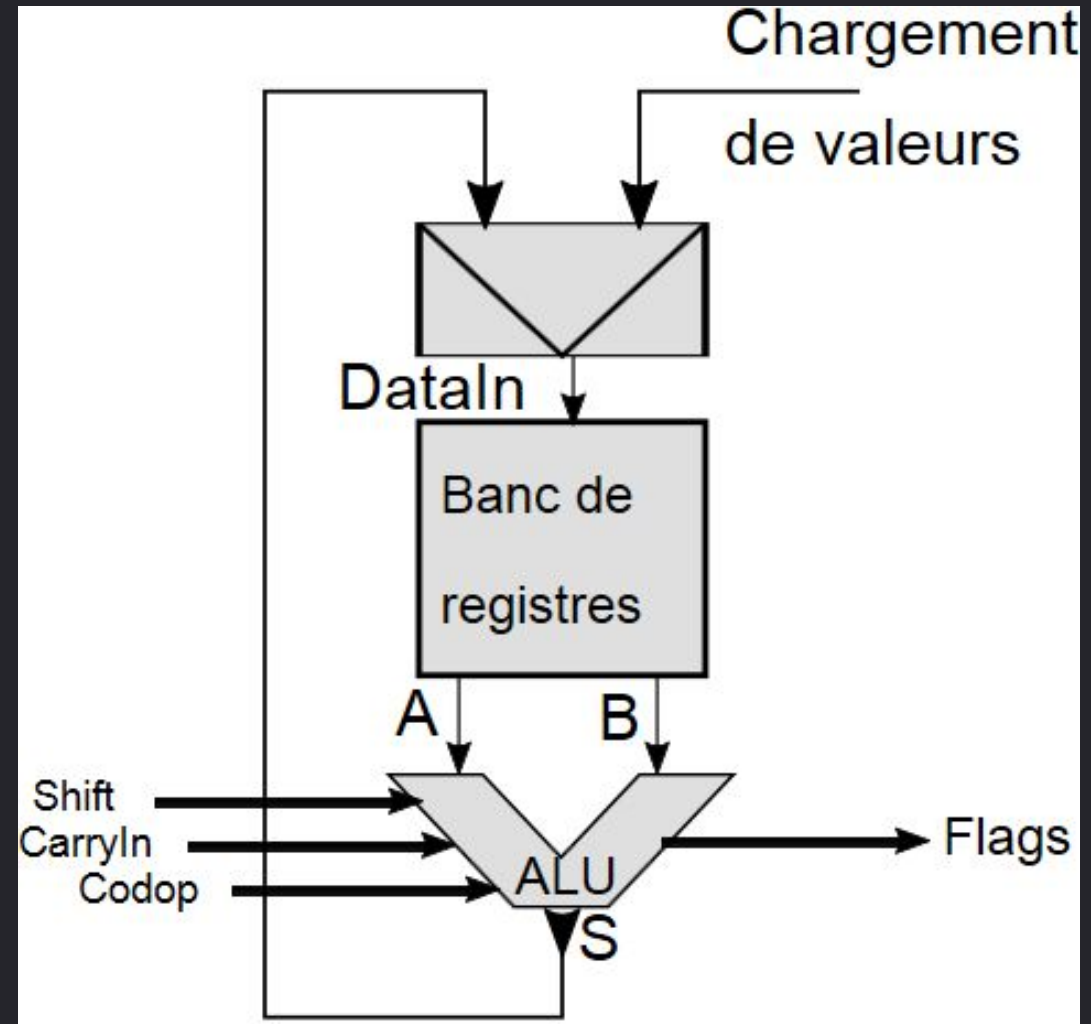 Chargement
de valeurs
DataIn
Banc de
registres
A
B
Shift
CarryIn
Codop
ALU
Flags
S